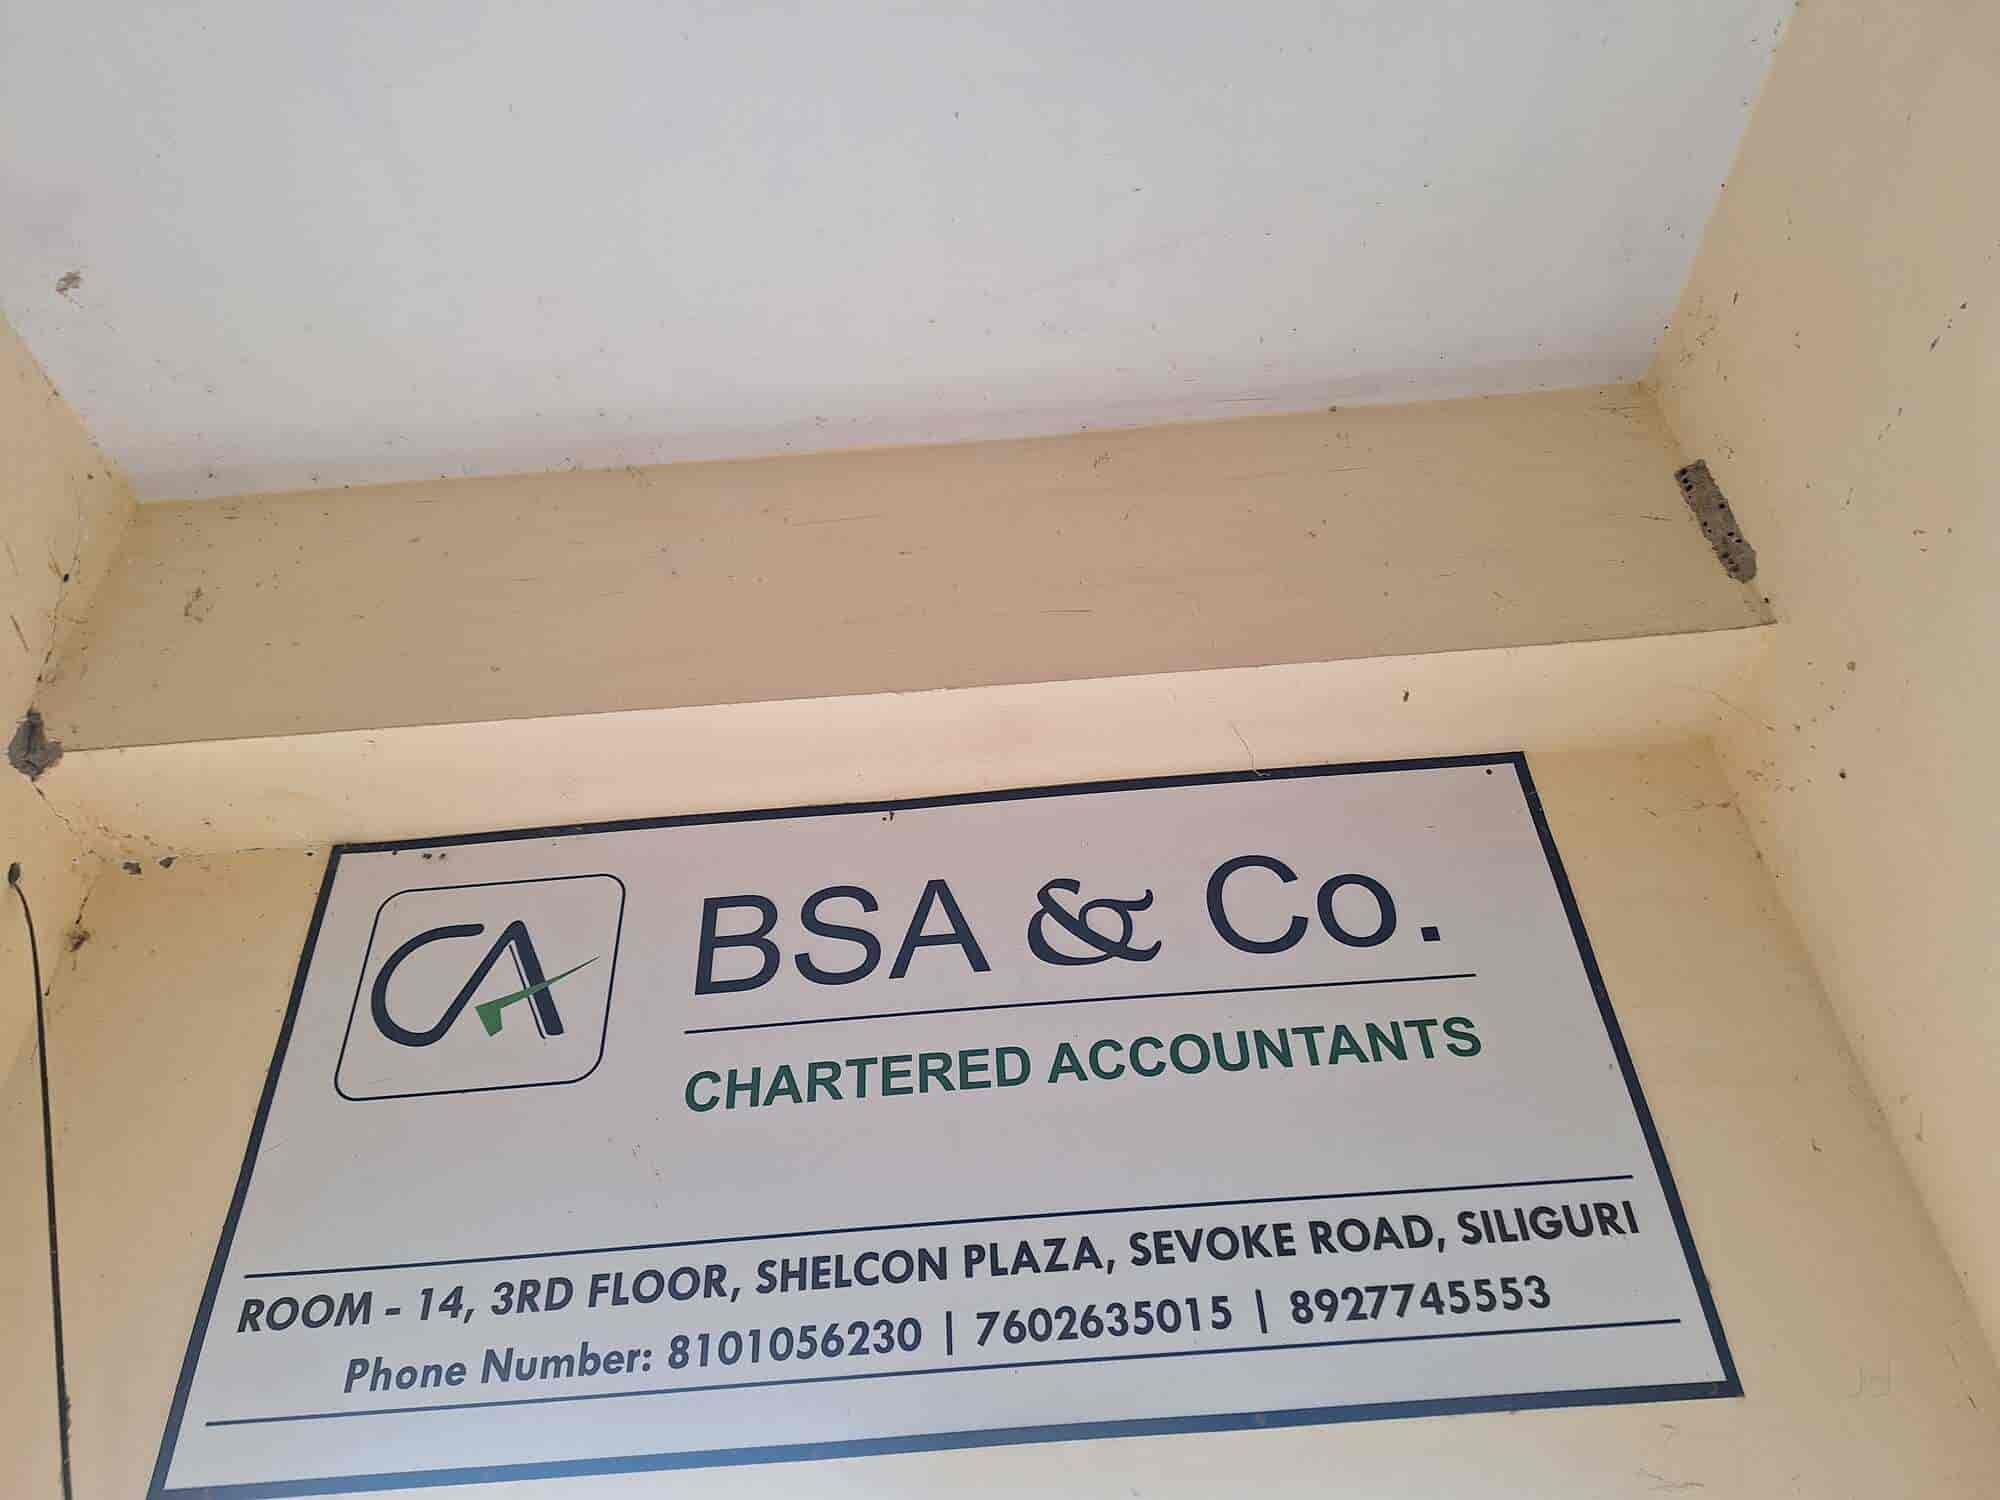 CA
BSA & Co.
CHARTERED ACCOUNTANTS
ROOM - 14, 3RD FLOOR, SHELCON PLAZA, SEVOKE ROAD, SILIGURI
Phone Number: 8101056230 | 7602635015 | 8927745553